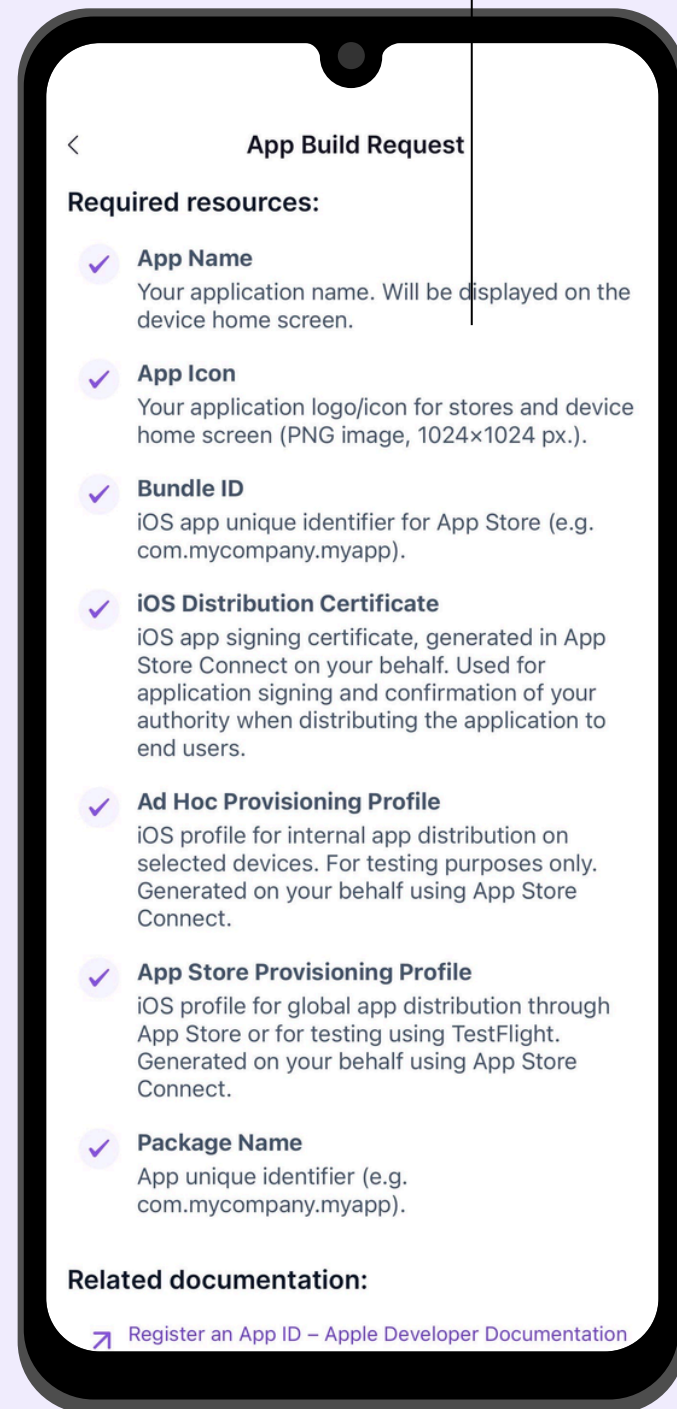 App Build Request
Required resources:
App Name
Your application name. Will be displayed on the
device home screen.
App Icon
Your application logo/icon for stores and device
home screen (PNG image, 1024×1024 px.).
Bundle ID
iOS app unique identifier for App Store (e.g.
com.mycompany.myapp).
iOS Distribution Certificate
iOS app signing certificate, generated in App
Store Connect on your behalf. Used for
application signing and confirmation of your
authority when distributing the application to
end users.
Ad Hoc Provisioning Profile
iOS profile for internal app distribution on
selected devices. For testing purposes only.
Generated on your behalf using App Store
Connect.
App Store Provisioning Profile
iOS profile for global app distribution through
App Store or for testing using TestFlight.
Generated on your behalf using App Store
Connect.
Package Name
App unique identifier (e.g.
com.mycompany.myapp).
Related documentation:
Register an App ID – Apple Developer Documentation